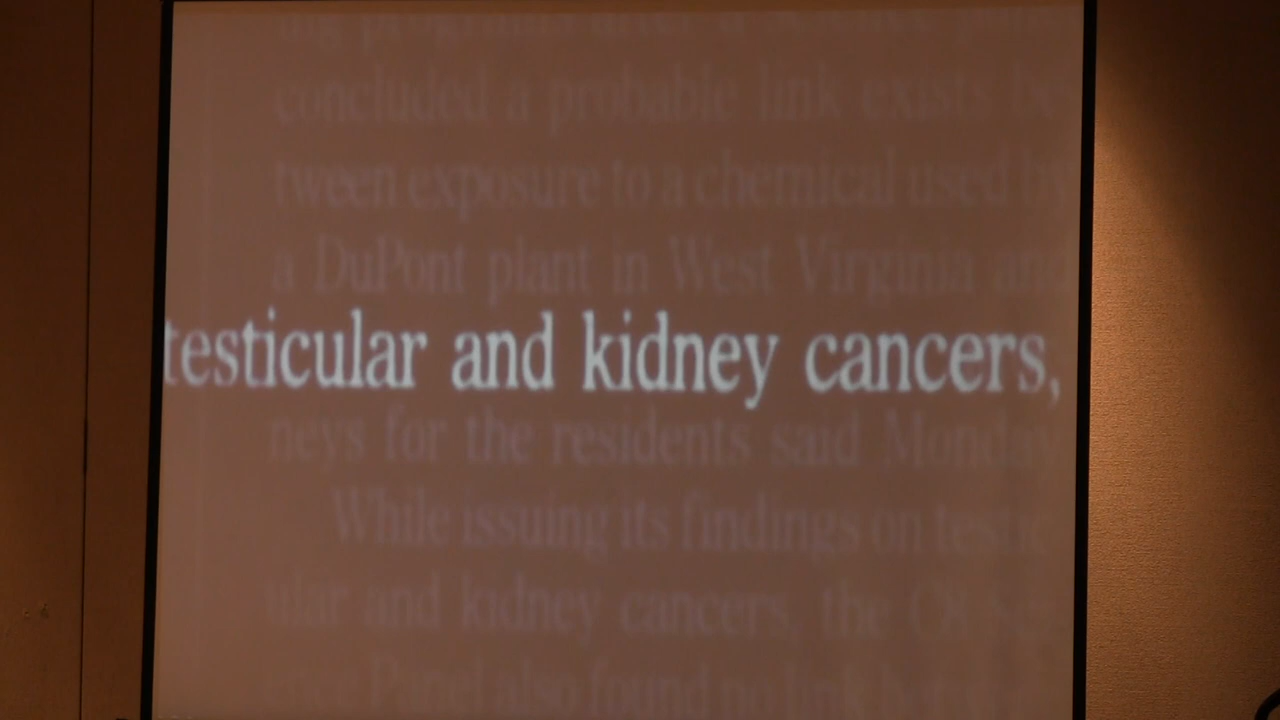 concluded a probable link exists be
tween exposure to a chemical used by
a DuPont plant in West Virginia and
testicular and kidney cancers,
neys for the residents said Monday
While issuing its findings on testic
ular and kidney cancers, the
Panel also found no link